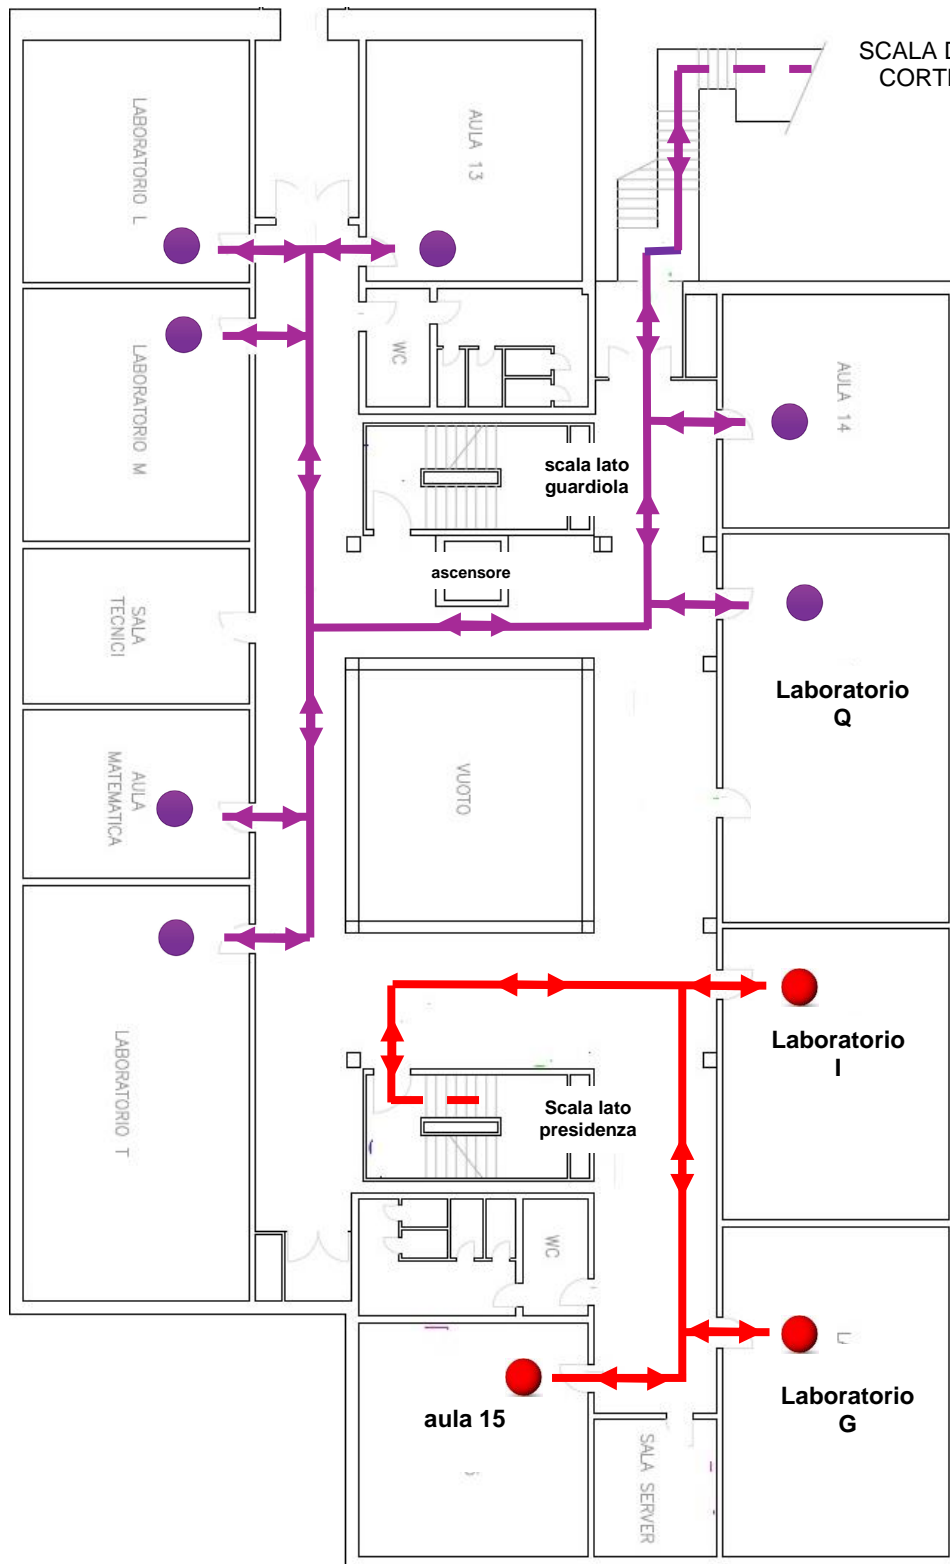 SCALA D
CORTI
LABORATORIO L
AULA 13
LABORATORIO M
WC
AULA 14
scala lato
guardiola
ascensore
SALA
TECNICI
Laboratorio
Q
AULA
MATEMATICA
VUOTO
Laboratorio
I
LABORATORIO T
Scala lato
presidenza
WC
aula 15
Laboratorio
G
SALA SERVER